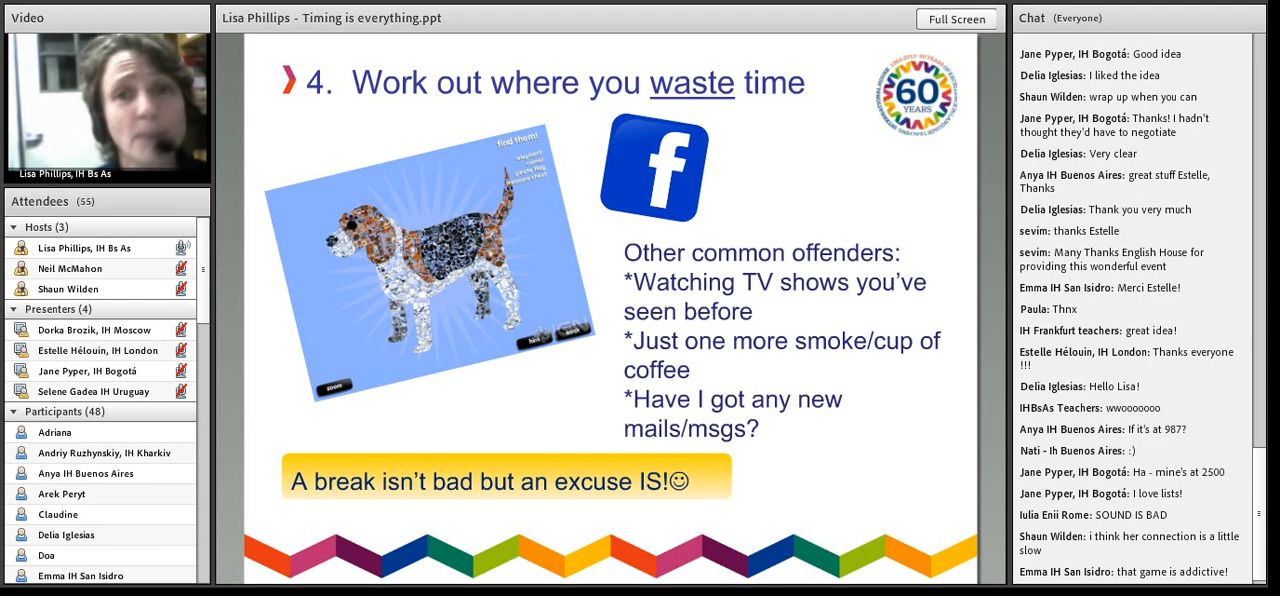 Video
Lisa Phillips, IH Bs As
Attendees (55)
Hosts (3)
Lisa Phillips, IH Bs As
Neil McMahon
Shaun Wilden
Presenters (4)
Dorka Brozik, IH Moscow
Estelle Hélouin, IH London
Jane Pyper, IH Bogotá
Selene Gadea IH Uruguay
Participants (48)
Adriana
Andriy Ruzhynskiy, IH Kharkiv
Anya IH Buenos Aires
Arek Peryt
Claudine
Delia Iglesias
Doa
Emma IH San Isidro
Lisa Phillips - Timing is everything.ppt
Full Screen
4. Work out where you waste time
60
YEARS
find them!
elephant
camel
pirate flag
treasure chest
hint
zoom
f
Other common offenders:
*Watching TV shows you've
seen before
*Just one more smoke/cup of
coffee
*Have I got any new
mails/msgs?
A break isn't bad but an excuse IS!☺
Chat (Everyone)
Jane Pyper, IH Bogotá: Good idea
Delia Iglesias: I liked the idea
Shaun Wilden: wrap up when you can
Jane Pyper, IH Bogotá: Thanks! I hadn't
thought they'd have to negotiate
Delia Iglesias: Very clear
Anya IH Buenos Aires: great stuff Estelle,
Thanks
Delia Iglesias: Thank you very much
sevim: thanks Estelle
sevim: Many Thanks English House for
providing this wonderful event
Emma IH San Isidro: Merci Estelle!
Paula: Thnx
IH Frankfurt teachers: great idea!
Estelle Hélouin, IH London: Thanks everyone
!!!
Delia Iglesias: Hello Lisa!
IHBsAs Teachers: wwooooooo
Anya IH Buenos Aires: If it's at 987?
Nati - Ih Buenos Aires: :)
Jane Pyper, IH Bogotá: Ha - mine's at 2500
Jane Pyper, IH Bogotá: I love lists!
Iulia Enii Rome: SOUND IS BAD
Shaun Wilden: i think her connection is a little
slow
Emma IH San Isidro: that game is addictive!